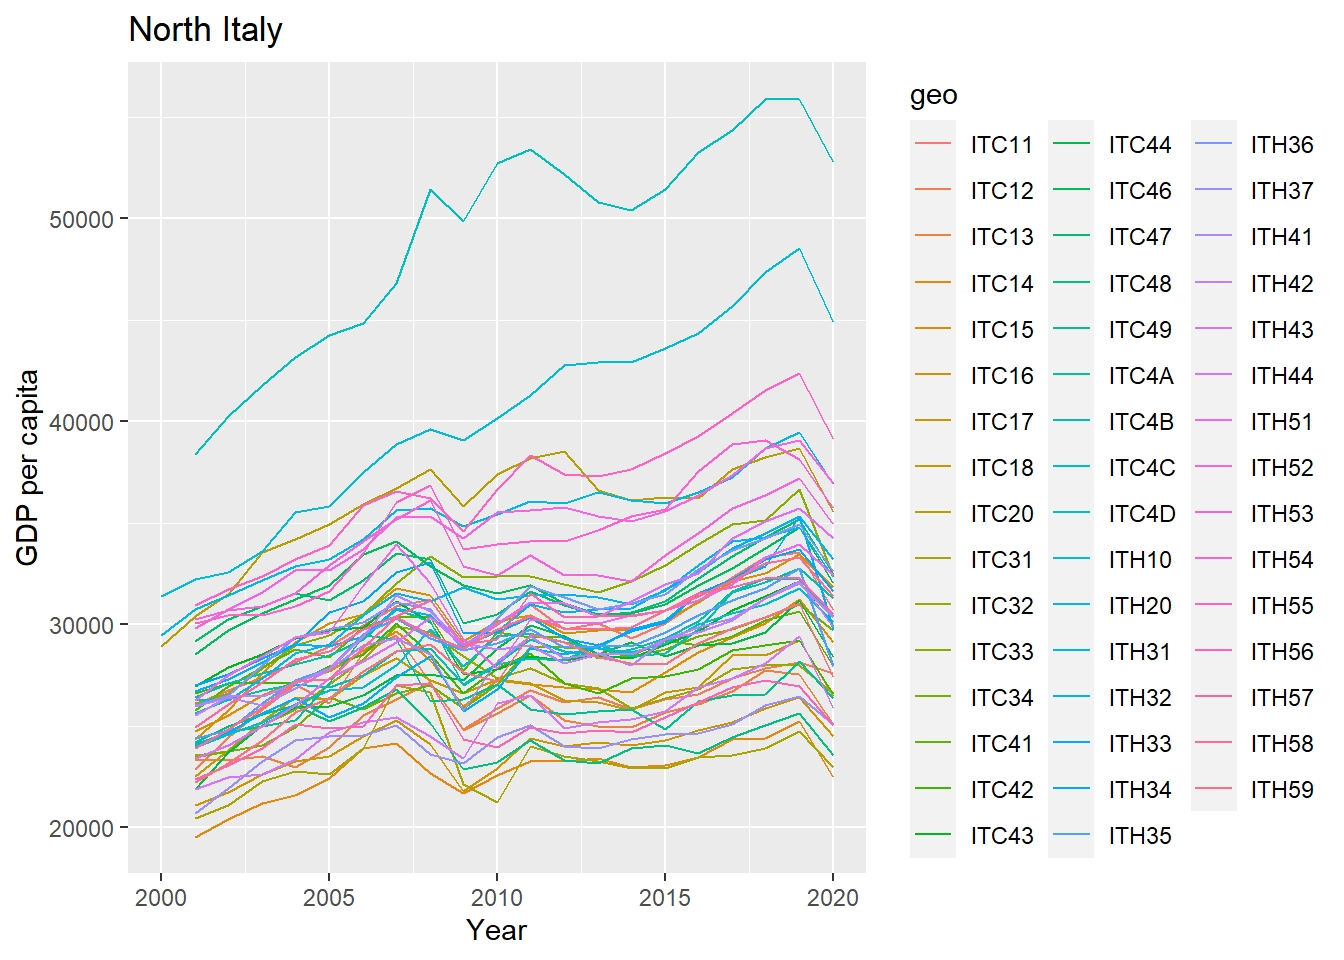 North Italy
GDP per capita
50000
40000
30000
20000
2000 2005 2010 2015 2020
Year
geo
ITC11
ITC12
ITC13
ITC14
ITC15
ITC16
ITC17
ITC18
ITC20
ITC31
ITC32
ITC33
ITC34
ITC41
ITC42
ITC43
ITC44
ITC46
ITC47
ITC48
ITC49
ITC4A
ITC4B
ITC4C
ITC4D
ITH10
ITH20
ITH31
ITH32
ITH33
ITH34
ITH35
ITH36
ITH37
ITH41
ITH42
ITH43
ITH44
ITH51
ITH52
ITH53
ITH54
ITH55
ITH56
ITH57
ITH58
ITH59